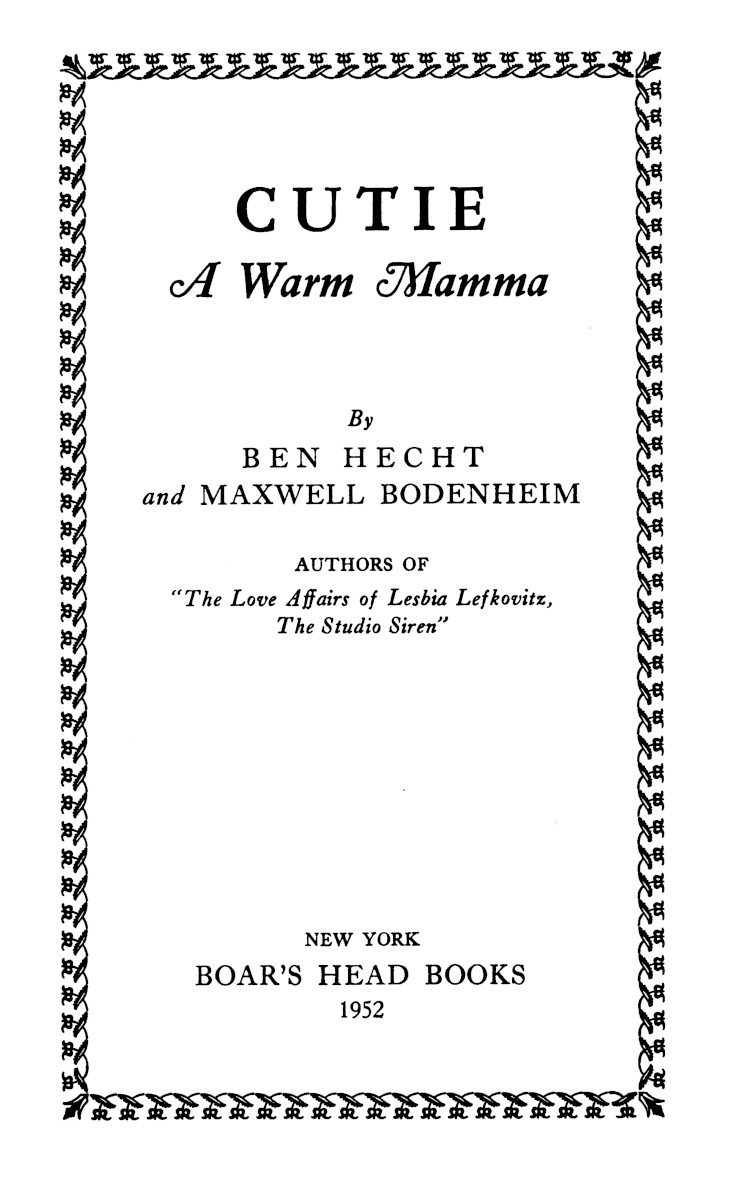 CUTIE
A Warm Mamma
By
BEN HECHT
and MAXWELL BODENHEIM
AUTHORS OF
"The Love Affairs of Lesbia Lefkovitz,
The Studio Siren"
NEW YORK
BOAR'S HEAD BOOKS
1952